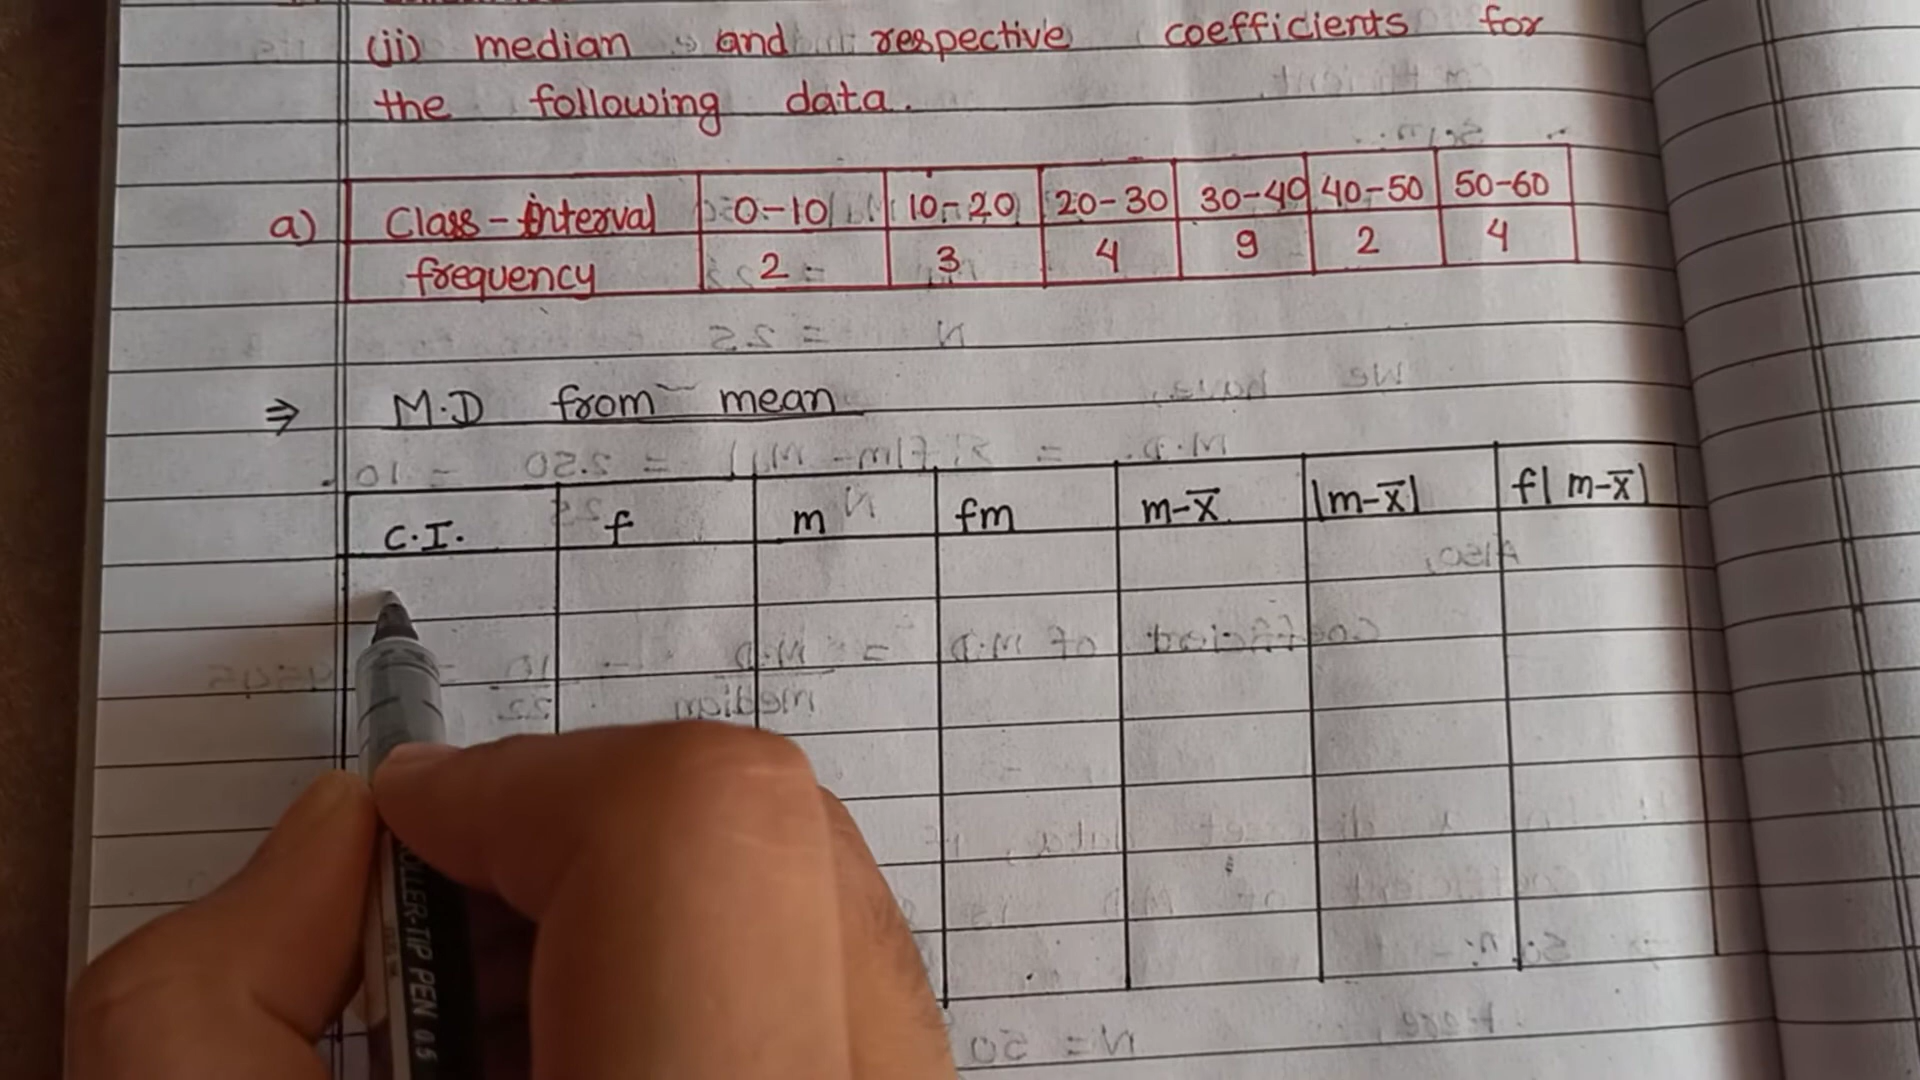 (ii) median and respective coefficients for
the following data.
a) Class-interval 0-10 10-20 20-30 30-40 40-50 50-60
frequency 2 3 4 9 2 4
⇒ M.D from mean
C.I. f m fm m-x̅ |m-x̅| f|m-x̅|
ROLLER-TIP PEN 0.5